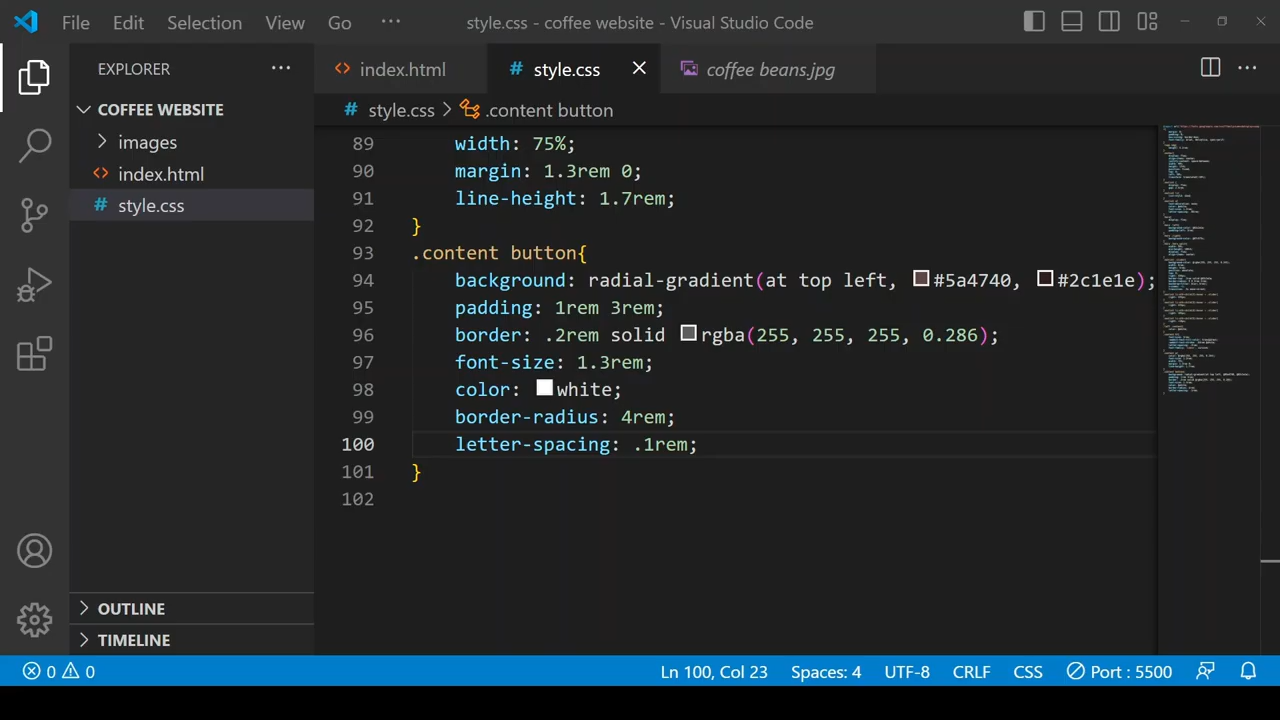 File Edit Selection View Go ··· style.css - coffee website - Visual Studio Code
EXPLORER ···
index.html
style.css
coffee beans.jpg
COFFEE WEBSITE
images
index.html
style.css
style.css > .content button
89 width: 75%;
90 margin: 1.3rem 0;
91 line-height: 1.7rem;
92 }
93 .content button{
94 background: radial-gradient(at top left, #5a4740, #2c1e1e);
95 padding: 1rem 3rem;
96 border: .2rem solid rgba(255, 255, 255, 0.286);
97 font-size: 1.3rem;
98 color: white;
99 border-radius: 4rem;
100 letter-spacing: .1rem;
101 }
102
OUTLINE
TIMELINE
0 0 Ln 100, Col 23 Spaces: 4 UTF-8 CRLF CSS Port : 5500